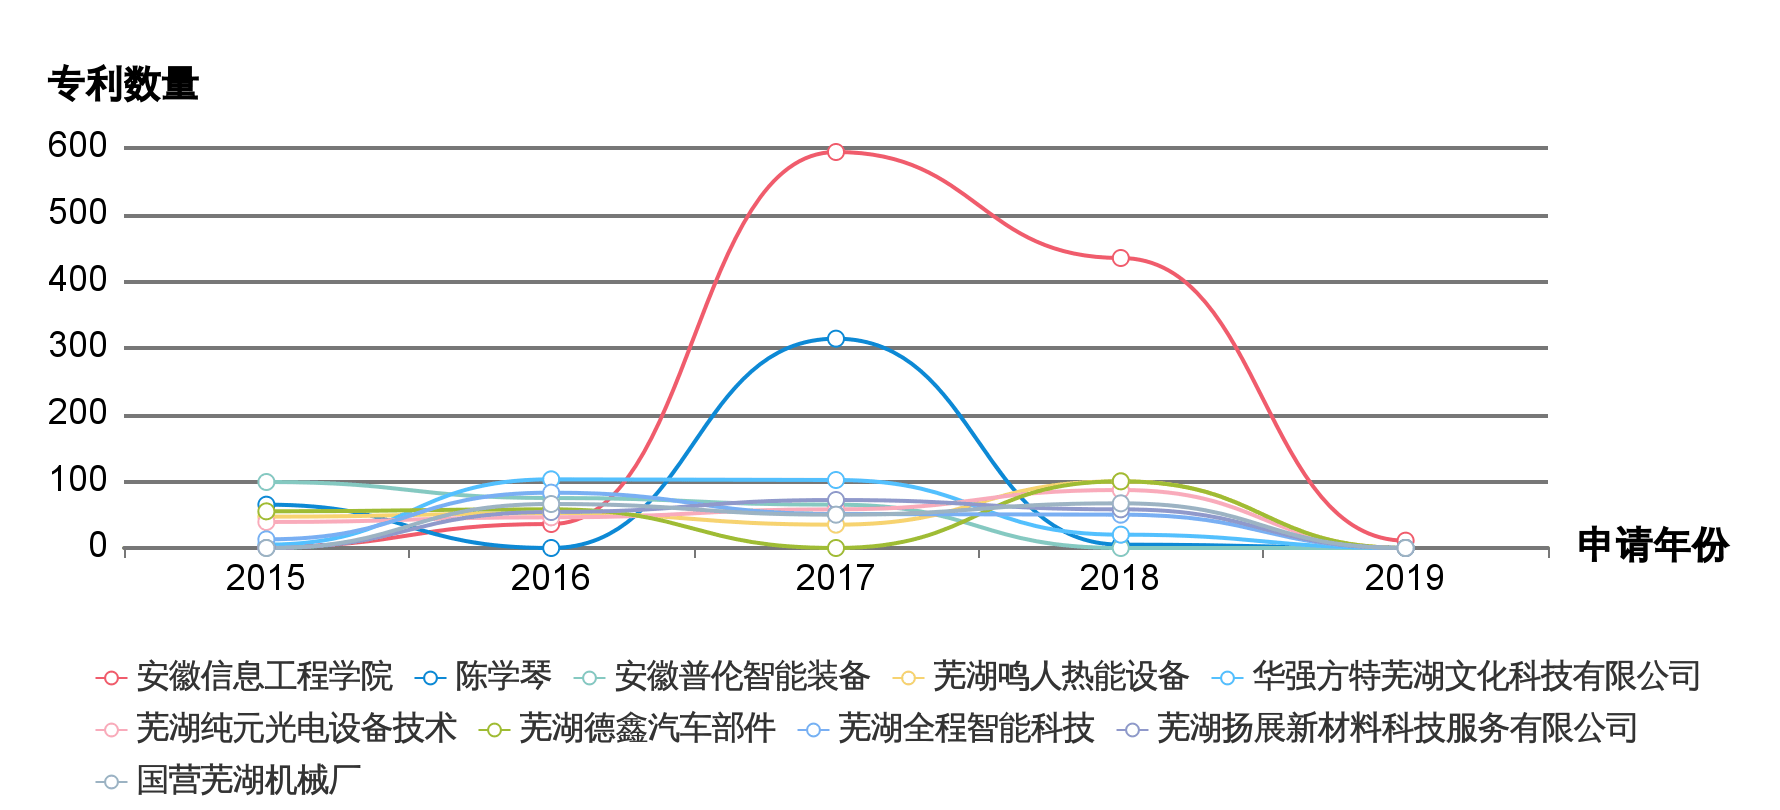 专利数量
600
500
400
300
200
100
0
2015 2016 2017 2018 2019
申请年份
安徽信息工程学院 陈学琴 安徽普伦智能装备 芜湖鸣人热能设备 华强方特芜湖文化科技有限公司
芜湖纯元光电设备技术 芜湖德鑫汽车部件 芜湖全程智能科技 芜湖扬展新材料科技服务有限公司
国营芜湖机械厂